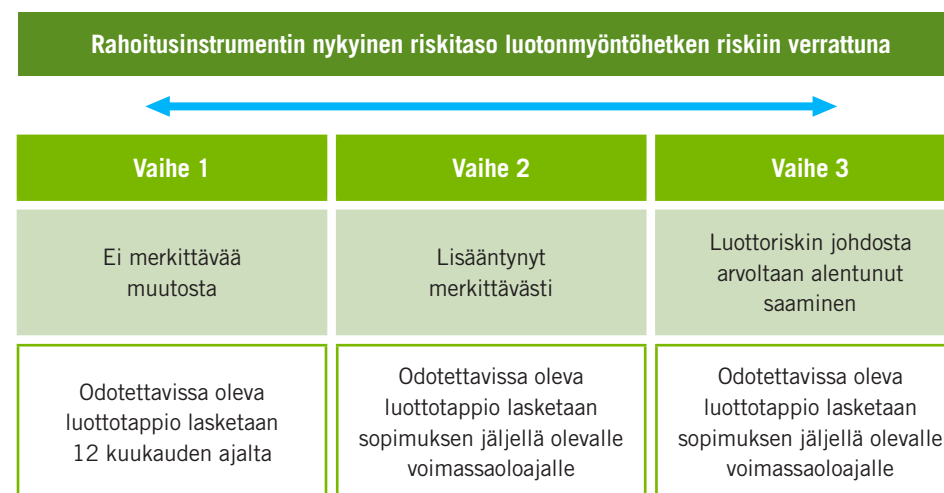 Rahoitusinstrumentin nykyinen riskitaso luotonmyöntöhetken riskiin verrattuna
Vaihe 1
Vaihe 2
Vaihe 3
Ei merkittävää
muutosta
Lisääntynyt
merkittävästi
Luottoriskin johdosta
arvoltaan alentunut
saaminen
Odotettavissa oleva
luottotappio lasketaan
12 kuukauden ajalta
Odotettavissa oleva
luottotappio lasketaan
sopimuksen jäljellä olevalle
voimassaoloajalle
Odotettavissa oleva
luottotappio lasketaan
sopimuksen jäljellä olevalle
voimassaoloajalle